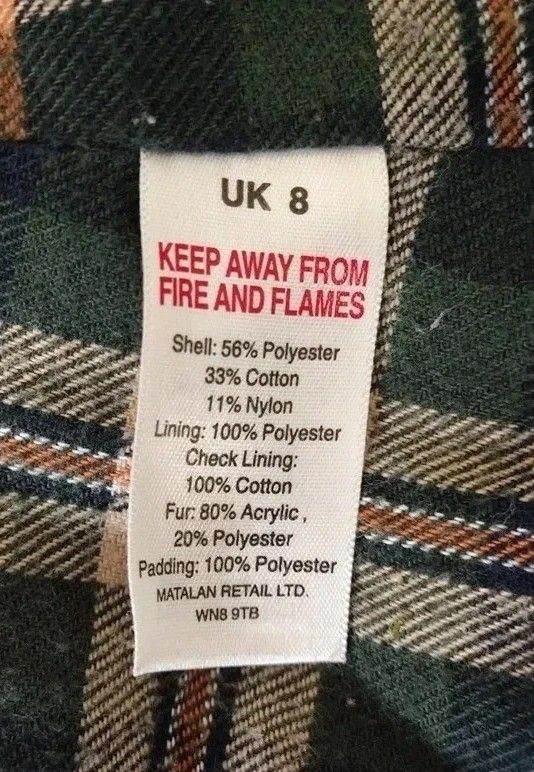 UK 8
KEEP AWAY FROM
FIRE AND FLAMES
Shell: 56% Polyester
33% Cotton
11% Nylon
Lining: 100% Polyester
Check Lining:
100% Cotton
Fur: 80% Acrylic ,
20% Polyester
Padding: 100% Polyester
MATALAN RETAIL LTD.
WN8 9TB